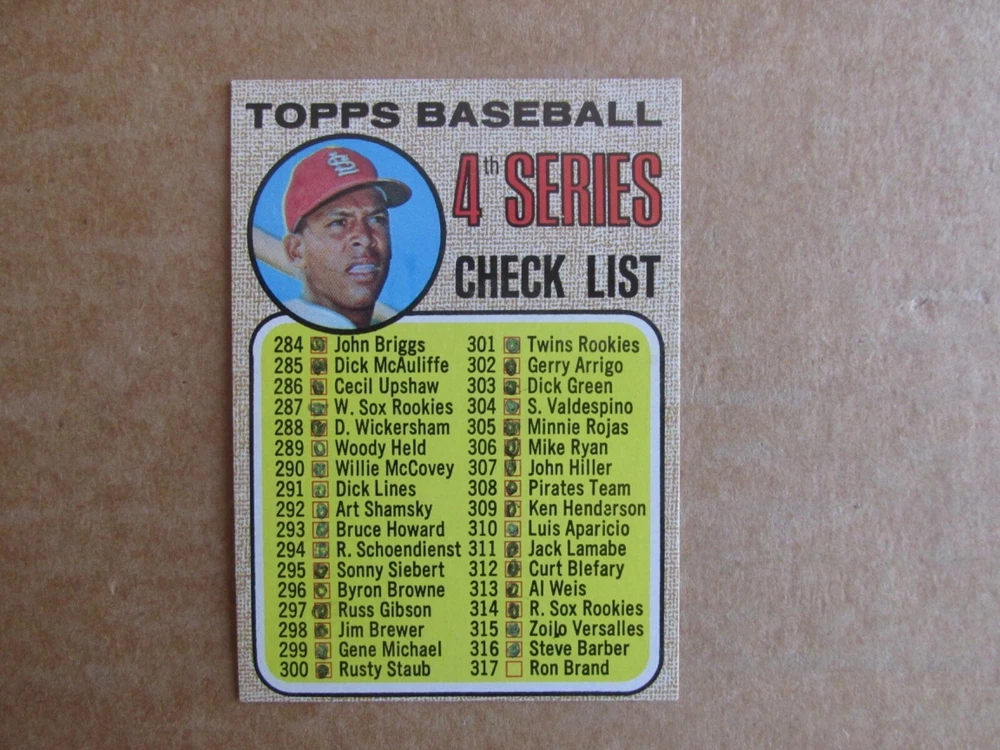 TOPPS BASEBALL
4th SERIES
CHECK LIST
284 John Briggs
285 Dick McAuliffe
286 Cecil Upshaw
287 W. Sox Rookies
288 D. Wickersham
289 Woody Held
290 Willie McCovey
291 Dick Lines
292 Art Shamsky
293 Bruce Howard
294 R. Schoendienst
295 Sonny Siebert
296 Byron Browne
297 Russ Gibson
298 Jim Brewer
299 Gene Michael
300 Rusty Staub
301 Twins Rookies
302 Gerry Arrigo
303 Dick Green
304 S. Valdespino
305 Minnie Rojas
306 Mike Ryan
307 John Hiller
308 Pirates Team
309 Ken Henderson
310 Luis Aparicio
311 Jack Lamabe
312 Curt Blefary
313 Al Weis
314 R. Sox Rookies
315 Zoilo Versalles
316 Steve Barber
317 Ron Brand